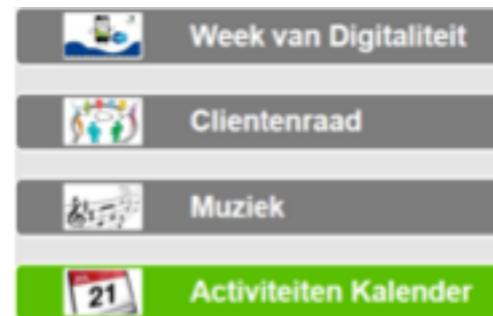 Week van Digitaliteit
Clientenraad
Muziek
21
Activiteiten Kalender